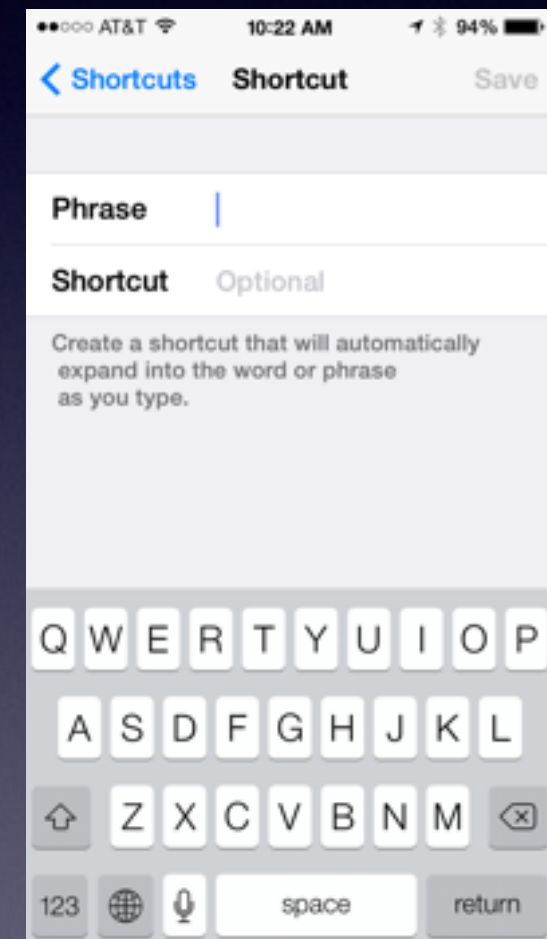 AT&T 10:22 AM 94%
Shortcuts Shortcut Save
Phrase
Shortcut Optional
Create a shortcut that will automatically
expand into the word or phrase
as you type.
Q W E R T Y U I O P
A S D F G H J K L
Z X C V B N M
123 space return